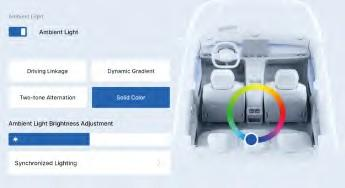 Ambient Light
Ambient Light
Driving Linkage
Dynamic Gradient
Two-tone Alternation
Solid Color
Ambient Light Brightness Adjustment
Synchronized Lighting